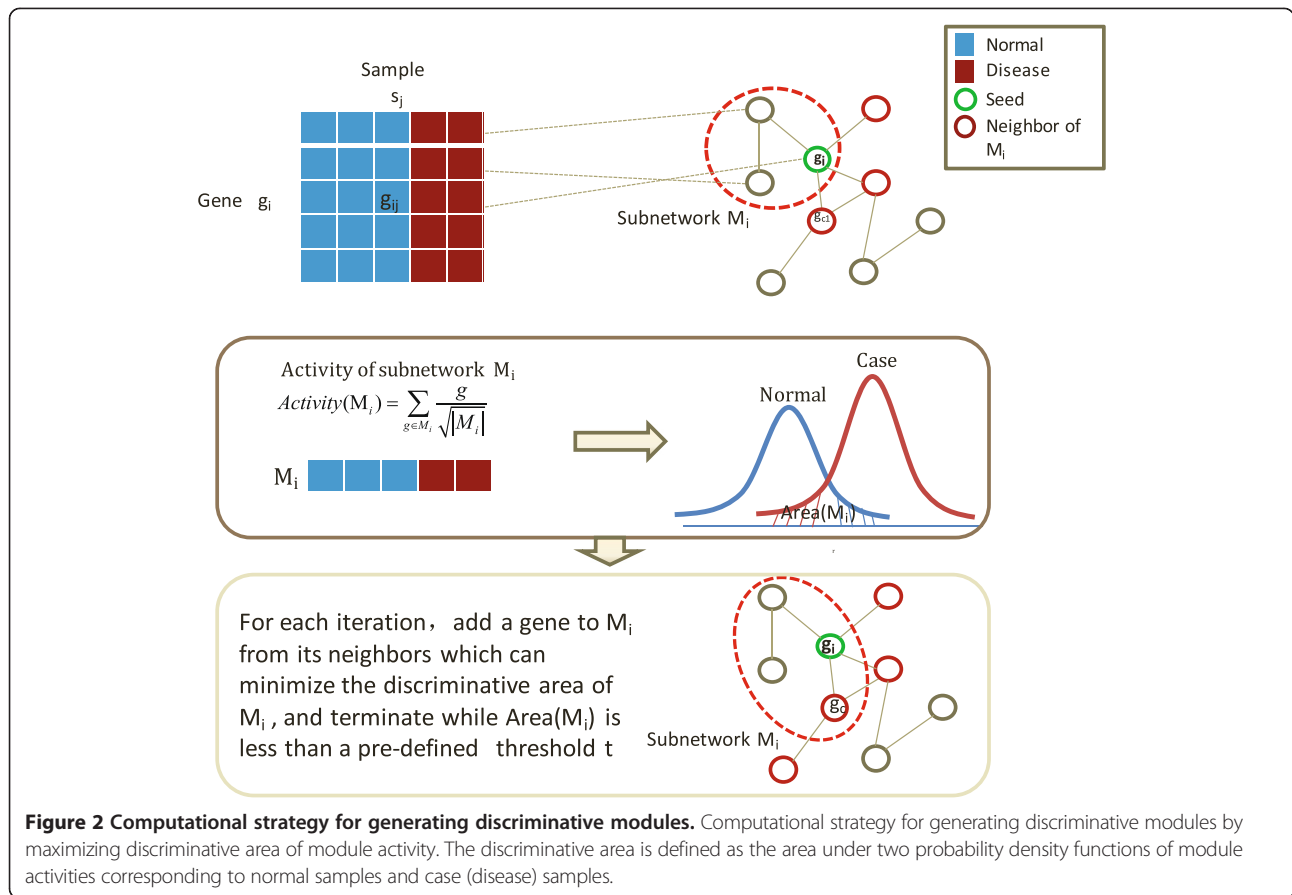 Normal
Disease
Seed
Neighbor of
Mi
Sample
sj
Gene gi
gij
gi
gc1
Subnetwork Mi
Activity of subnetwork Mi
Activity(Mi) = ∑g∈Mi g/√|Mi|
Mi
Normal
Case
Area(Mi)
For each iteration, add a gene to Mi
from its neighbors which can
minimize the discriminative area of
Mi , and terminate while Area(Mi) is
less than a pre-defined threshold t
gi
Subnetwork Mi
Figure 2 Computational strategy for generating discriminative modules. Computational strategy for generating discriminative modules by
maximizing discriminative area of module activity. The discriminative area is defined as the area under two probability density functions of module
activities corresponding to normal samples and case (disease) samples.